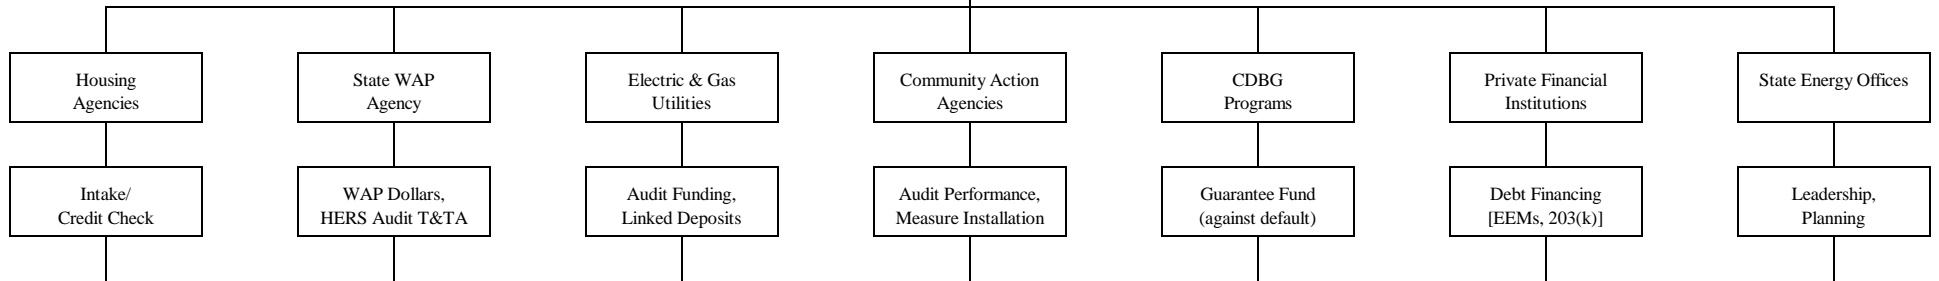 Housing
Agencies
State WAP
Agency
Electric & Gas
Utilities
Community Action
Agencies
CDBG
Programs
Private Financial
Institutions
State Energy Offices
Intake/
Credit Check
WAP Dollars,
HERS Audit T&TA
Audit Funding,
Linked Deposits
Audit Performance,
Measure Installation
Guarantee Fund
(against default)
Debt Financing
[EEMs, 203(k)]
Leadership,
Planning